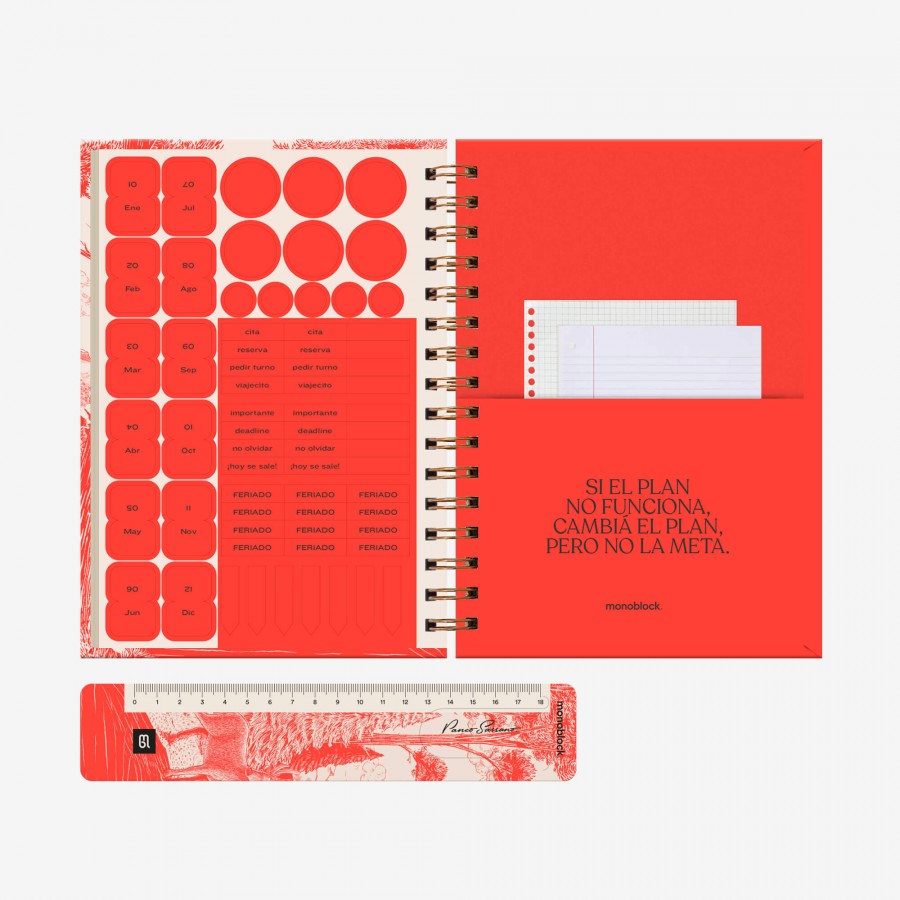 01 07
Ene Jul
02 08
Feb Ago
03 09
Mar Sep
04 10
Abr Oct
05 11
May Nov
06 12
Jun Dic
cita cita
reserva reserva
pedir turno pedir turno
viajecito viajecito
importante importante
deadline deadline
no olvidar no olvidar
¡hoy se sale! ¡hoy se sale!
FERIADO FERIADO FERIADO
FERIADO FERIADO FERIADO
FERIADO FERIADO FERIADO
FERIADO FERIADO FERIADO
SI EL PLAN
NO FUNCIONA,
CAMBIÁ EL PLAN,
PERO NO LA META.
monoblock.
0 1 2 3 4 5 6 7 8 9 10 11 12 13 14 15 16 17 18
Panco Sassano
monoblock